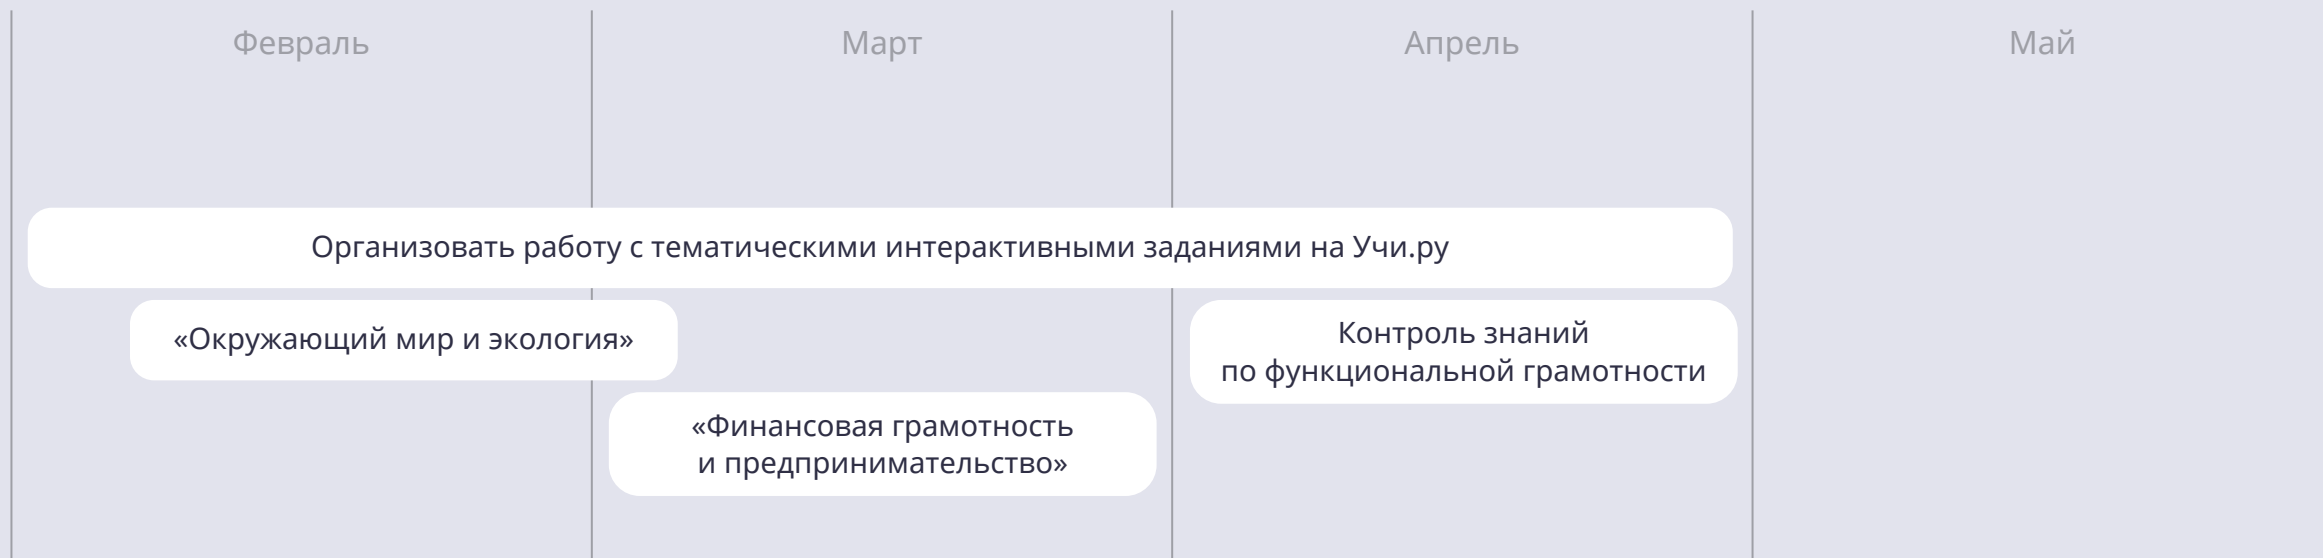 Февраль
Март
Апрель
Май
Организовать работу с тематическими интерактивными заданиями на Учи.ру
«Окружающий мир и экология»
Контроль знаний
по функциональной грамотности
«Финансовая грамотность
и предпринимательство»